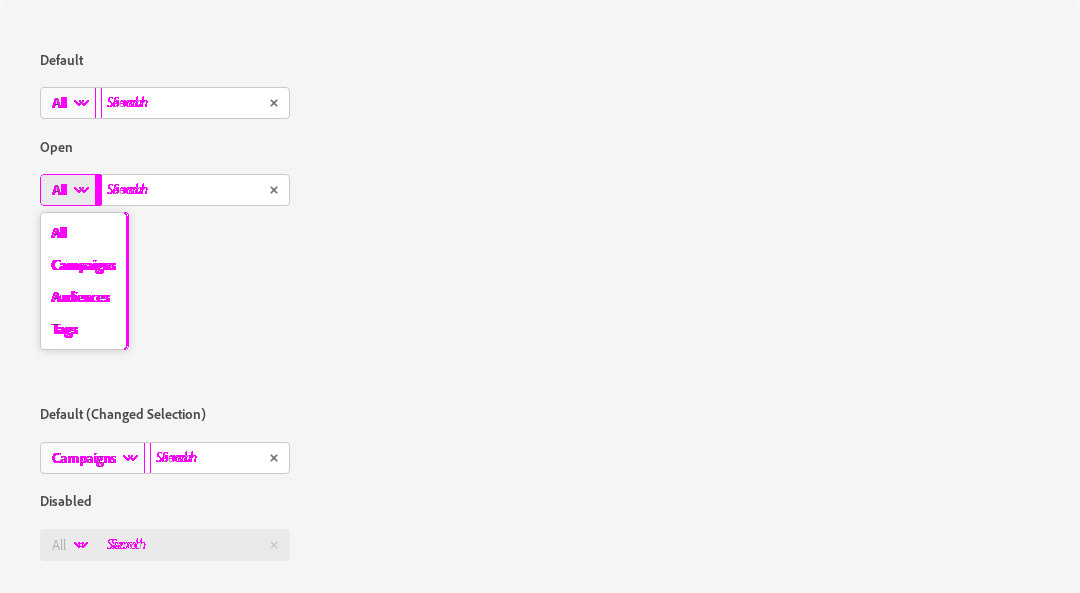 Default
All Search
Open
All Search
All
Campaigns
Audiences
Tags
Default (Changed Selection)
Campaigns Search
Disabled
All Search